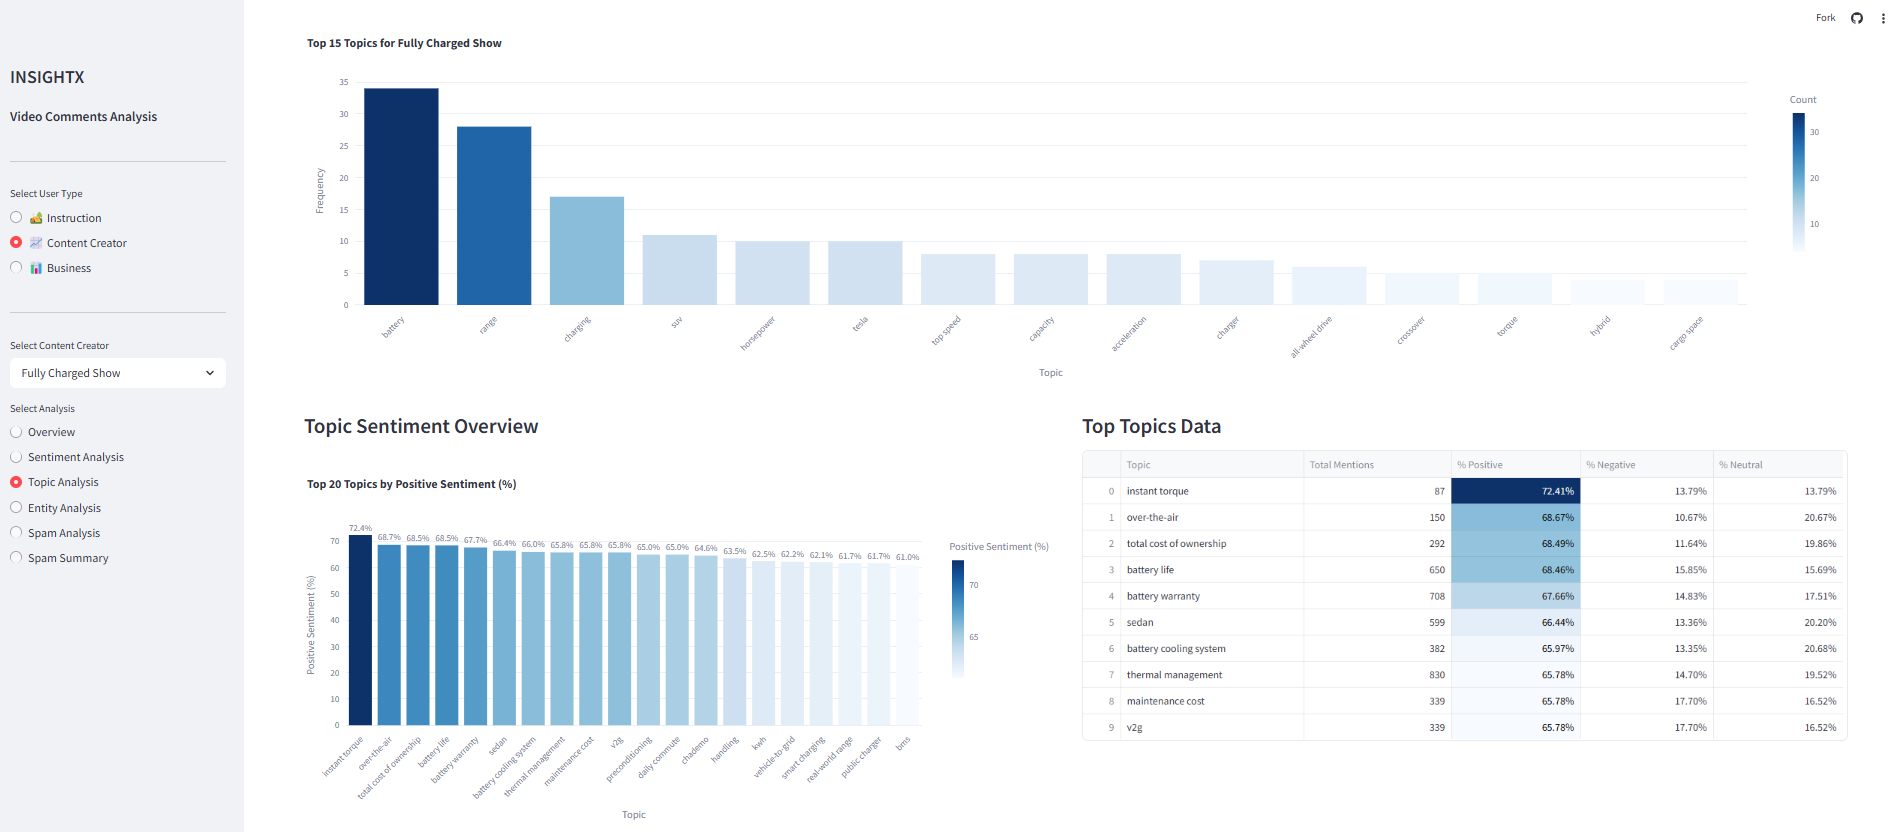 Fork
INSIGHTX
Video Comments Analysis
Select User Type
Instruction
Content Creator
Business
Select Content Creator
Fully Charged Show
Select Analysis
Overview
Sentiment Analysis
Topic Analysis
Entity Analysis
Spam Analysis
Spam Summary
Top 15 Topics for Fully Charged Show
Frequency
35
30
25
20
15
10
5
0
battery
range
charging
suv
horsepower
tesla
top speed
capacity
acceleration
charger
all-wheel drive
crossover
torque
hybrid
cargo space
Topic
Count
30
20
10
Topic Sentiment Overview
Top 20 Topics by Positive Sentiment (%)
Positive Sentiment (%)
70
60
50
40
30
20
10
0
72.4% 68.7% 68.5% 68.5% 67.7% 66.4% 66.0% 65.8% 65.8% 65.8% 65.0% 65.0% 64.6% 63.5% 62.5% 62.2% 62.1% 61.7% 61.7% 61.0%
instant torque
over-the-air
total cost of ownership
battery life
battery warranty
sedan
battery cooling system
thermal management
maintenance cost
v2g
preconditioning
daily commute
chademo
handling
kwh
vehicle-to-grid
smart charging
real-world range
public charger
bms
Topic
Positive Sentiment (%)
70
65
Top Topics Data
Topic Total Mentions % Positive % Negative % Neutral
0 instant torque 87 72.41% 13.79% 13.79%
1 over-the-air 150 68.67% 10.67% 20.67%
2 total cost of ownership 292 68.49% 11.64% 19.86%
3 battery life 650 68.46% 15.85% 15.69%
4 battery warranty 708 67.66% 14.83% 17.51%
5 sedan 599 66.44% 13.36% 20.20%
6 battery cooling system 382 65.97% 13.35% 20.68%
7 thermal management 830 65.78% 14.70% 19.52%
8 maintenance cost 339 65.78% 17.70% 16.52%
9 v2g 339 65.78% 17.70% 16.52%